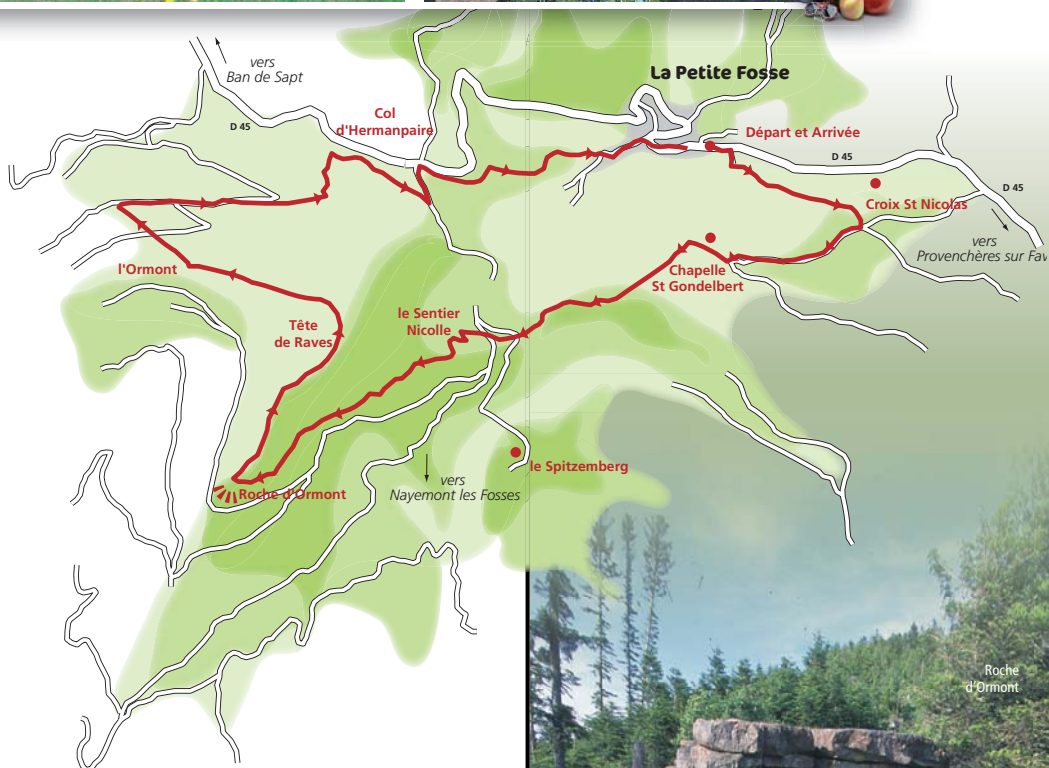 La Petite Fosse
vers
Ban de Sapt
D 45
Col
d'Hermanpaire
Départ et Arrivée
D 45
D 45
Croix St Nicolas
vers
Provenchères sur Fav
l'Ormont
Chapelle
St Gondelbert
Tête
de Raves
le Sentier
Nicolle
le Spitzemberg
vers
Nayemont les Fosses
Roche d'Ormont
Roche
d'Ormont